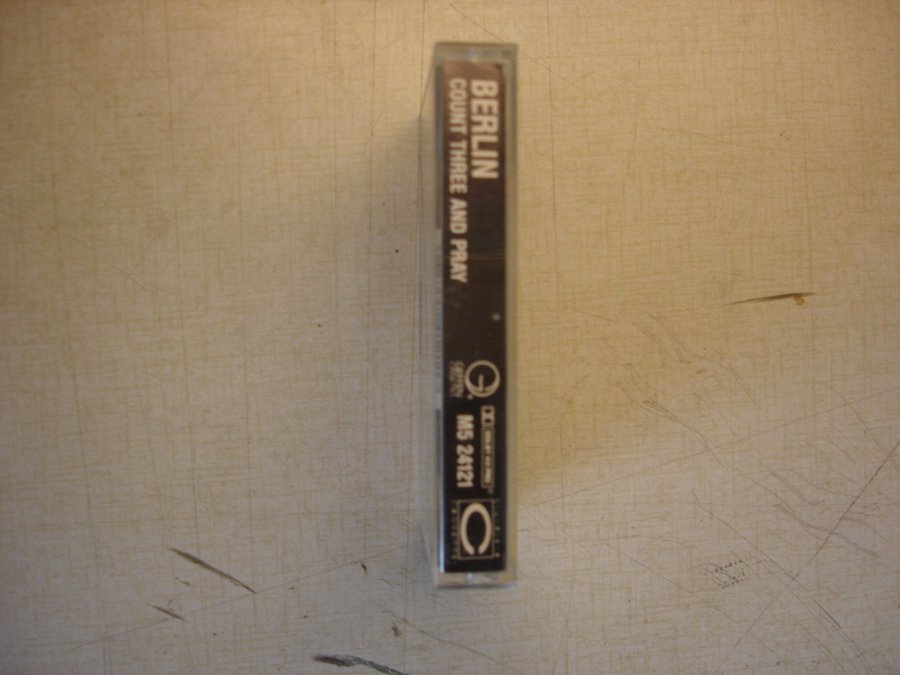 BERLIN
COUNT THREE AND PRAY
M5 24121
C